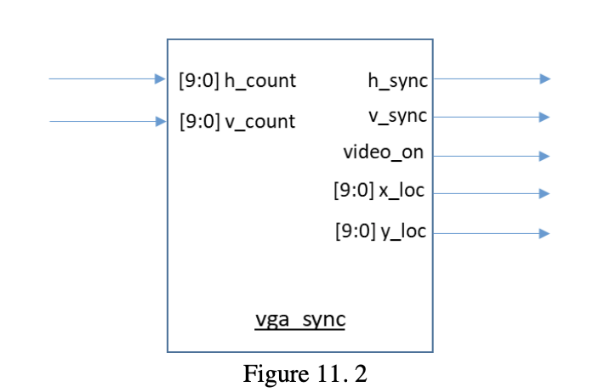 [9:0] h_count h_sync
[9:0] v_count v_sync
video_on
[9:0] x_loc
[9:0] y_loc
vga_sync
Figure 11. 2